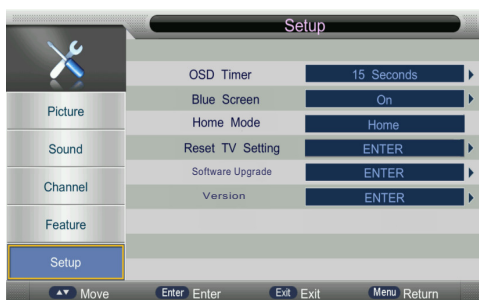 Setup
OSD Timer 15 Seconds
Blue Screen On
Home Mode Home
Reset TV Setting ENTER
Software Upgrade ENTER
Version ENTER
Picture
Sound
Channel
Feature
Setup
Move Enter Enter Exit Exit Menu Return